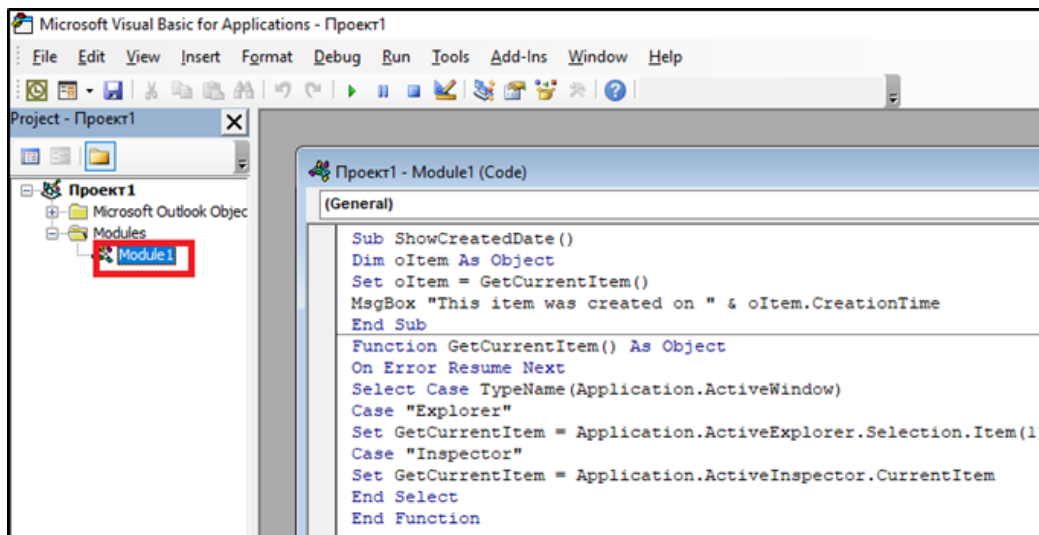 Microsoft Visual Basic for Applications - Проект1
File Edit View Insert Format Debug Run Tools Add-Ins Window Help
Project - Проект1
Проект1
Microsoft Outlook Objec
Modules
Module1
Проект1 - Module1 (Code)
(General)
Sub ShowCreatedDate()
Dim oItem As Object
Set oItem = GetCurrentItem()
MsgBox "This item was created on " & oItem.CreationTime
End Sub
Function GetCurrentItem() As Object
On Error Resume Next
Select Case TypeName(Application.ActiveWindow)
Case "Explorer"
Set GetCurrentItem = Application.ActiveExplorer.Selection.Item(1
Case "Inspector"
Set GetCurrentItem = Application.ActiveInspector.CurrentItem
End Select
End Function